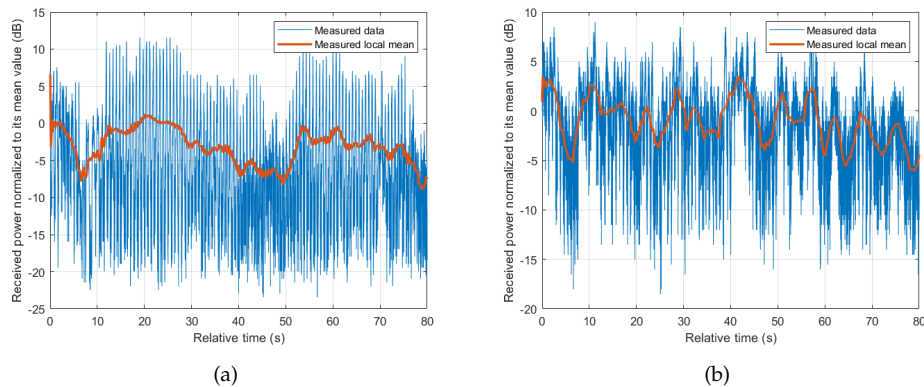 15
10
5
0
-5
-10
-15
-20
-25
Received power normalized to its mean value (dB)
Measured data
Measured local mean
0 10 20 30 40 50 60 70 80
Relative time (s)
(a)
10
5
0
-5
-10
-15
-20
Received power normalized to its mean value (dB)
Measured data
Measured local mean
0 10 20 30 40 50 60 70 80
Relative time (s)
(b)